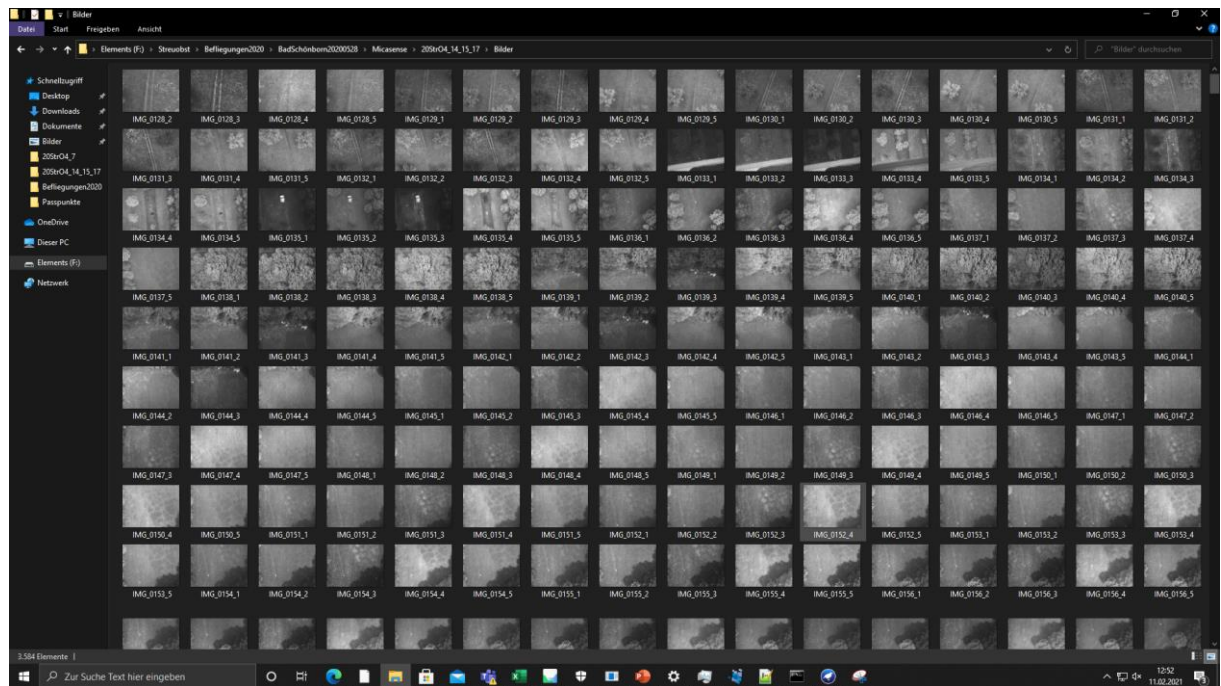 Bilder
Datei Start Freigeben Ansicht
Elements (F:) › Streuobst › Befliegungen2020 › BadSchönborn20200528 › Micasense › 20StrO4_14_15_17 › Bilder
"Bilder" durchsuchen
Schnellzugriff
Desktop
Downloads
Dokumente
Bilder
20StrO4_7
20StrO4_14_15_17
Befliegungen2020
Passpunkte
OneDrive
Dieser PC
Elements (F:)
Netzwerk
IMG_0128_2 IMG_0128_3 IMG_0128_4 IMG_0128_5 IMG_0129_1 IMG_0129_2 IMG_0129_3 IMG_0129_4 IMG_0129_5 IMG_0130_1 IMG_0130_2 IMG_0130_3 IMG_0130_4 IMG_0130_5 IMG_0131_1 IMG_0131_2
IMG_0131_3 IMG_0131_4 IMG_0131_5 IMG_0132_1 IMG_0132_2 IMG_0132_3 IMG_0132_4 IMG_0132_5 IMG_0133_1 IMG_0133_2 IMG_0133_3 IMG_0133_4 IMG_0133_5 IMG_0134_1 IMG_0134_2 IMG_0134_3
IMG_0134_4 IMG_0134_5 IMG_0135_1 IMG_0135_2 IMG_0135_3 IMG_0135_4 IMG_0135_5 IMG_0136_1 IMG_0136_2 IMG_0136_3 IMG_0136_4 IMG_0136_5 IMG_0137_1 IMG_0137_2 IMG_0137_3 IMG_0137_4
IMG_0137_5 IMG_0138_1 IMG_0138_2 IMG_0138_3 IMG_0138_4 IMG_0138_5 IMG_0139_1 IMG_0139_2 IMG_0139_3 IMG_0139_4 IMG_0139_5 IMG_0140_1 IMG_0140_2 IMG_0140_3 IMG_0140_4 IMG_0140_5
IMG_0141_1 IMG_0141_2 IMG_0141_3 IMG_0141_4 IMG_0141_5 IMG_0142_1 IMG_0142_2 IMG_0142_3 IMG_0142_4 IMG_0142_5 IMG_0143_1 IMG_0143_2 IMG_0143_3 IMG_0143_4 IMG_0143_5 IMG_0144_1
IMG_0144_2 IMG_0144_3 IMG_0144_4 IMG_0144_5 IMG_0145_1 IMG_0145_2 IMG_0145_3 IMG_0145_4 IMG_0145_5 IMG_0146_1 IMG_0146_2 IMG_0146_3 IMG_0146_4 IMG_0146_5 IMG_0147_1 IMG_0147_2
IMG_0147_3 IMG_0147_4 IMG_0147_5 IMG_0148_1 IMG_0148_2 IMG_0148_3 IMG_0148_4 IMG_0148_5 IMG_0149_1 IMG_0149_2 IMG_0149_3 IMG_0149_4 IMG_0149_5 IMG_0150_1 IMG_0150_2 IMG_0150_3
IMG_0150_4 IMG_0150_5 IMG_0151_1 IMG_0151_2 IMG_0151_3 IMG_0151_4 IMG_0151_5 IMG_0152_1 IMG_0152_2 IMG_0152_3 IMG_0152_4 IMG_0152_5 IMG_0153_1 IMG_0153_2 IMG_0153_3 IMG_0153_4
IMG_0153_5 IMG_0154_1 IMG_0154_2 IMG_0154_3 IMG_0154_4 IMG_0154_5 IMG_0155_1 IMG_0155_2 IMG_0155_3 IMG_0155_4 IMG_0155_5 IMG_0156_1 IMG_0156_2 IMG_0156_3 IMG_0156_4 IMG_0156_5
3.584 Elemente
Zur Suche Text hier eingeben
12:52
11.02.2021